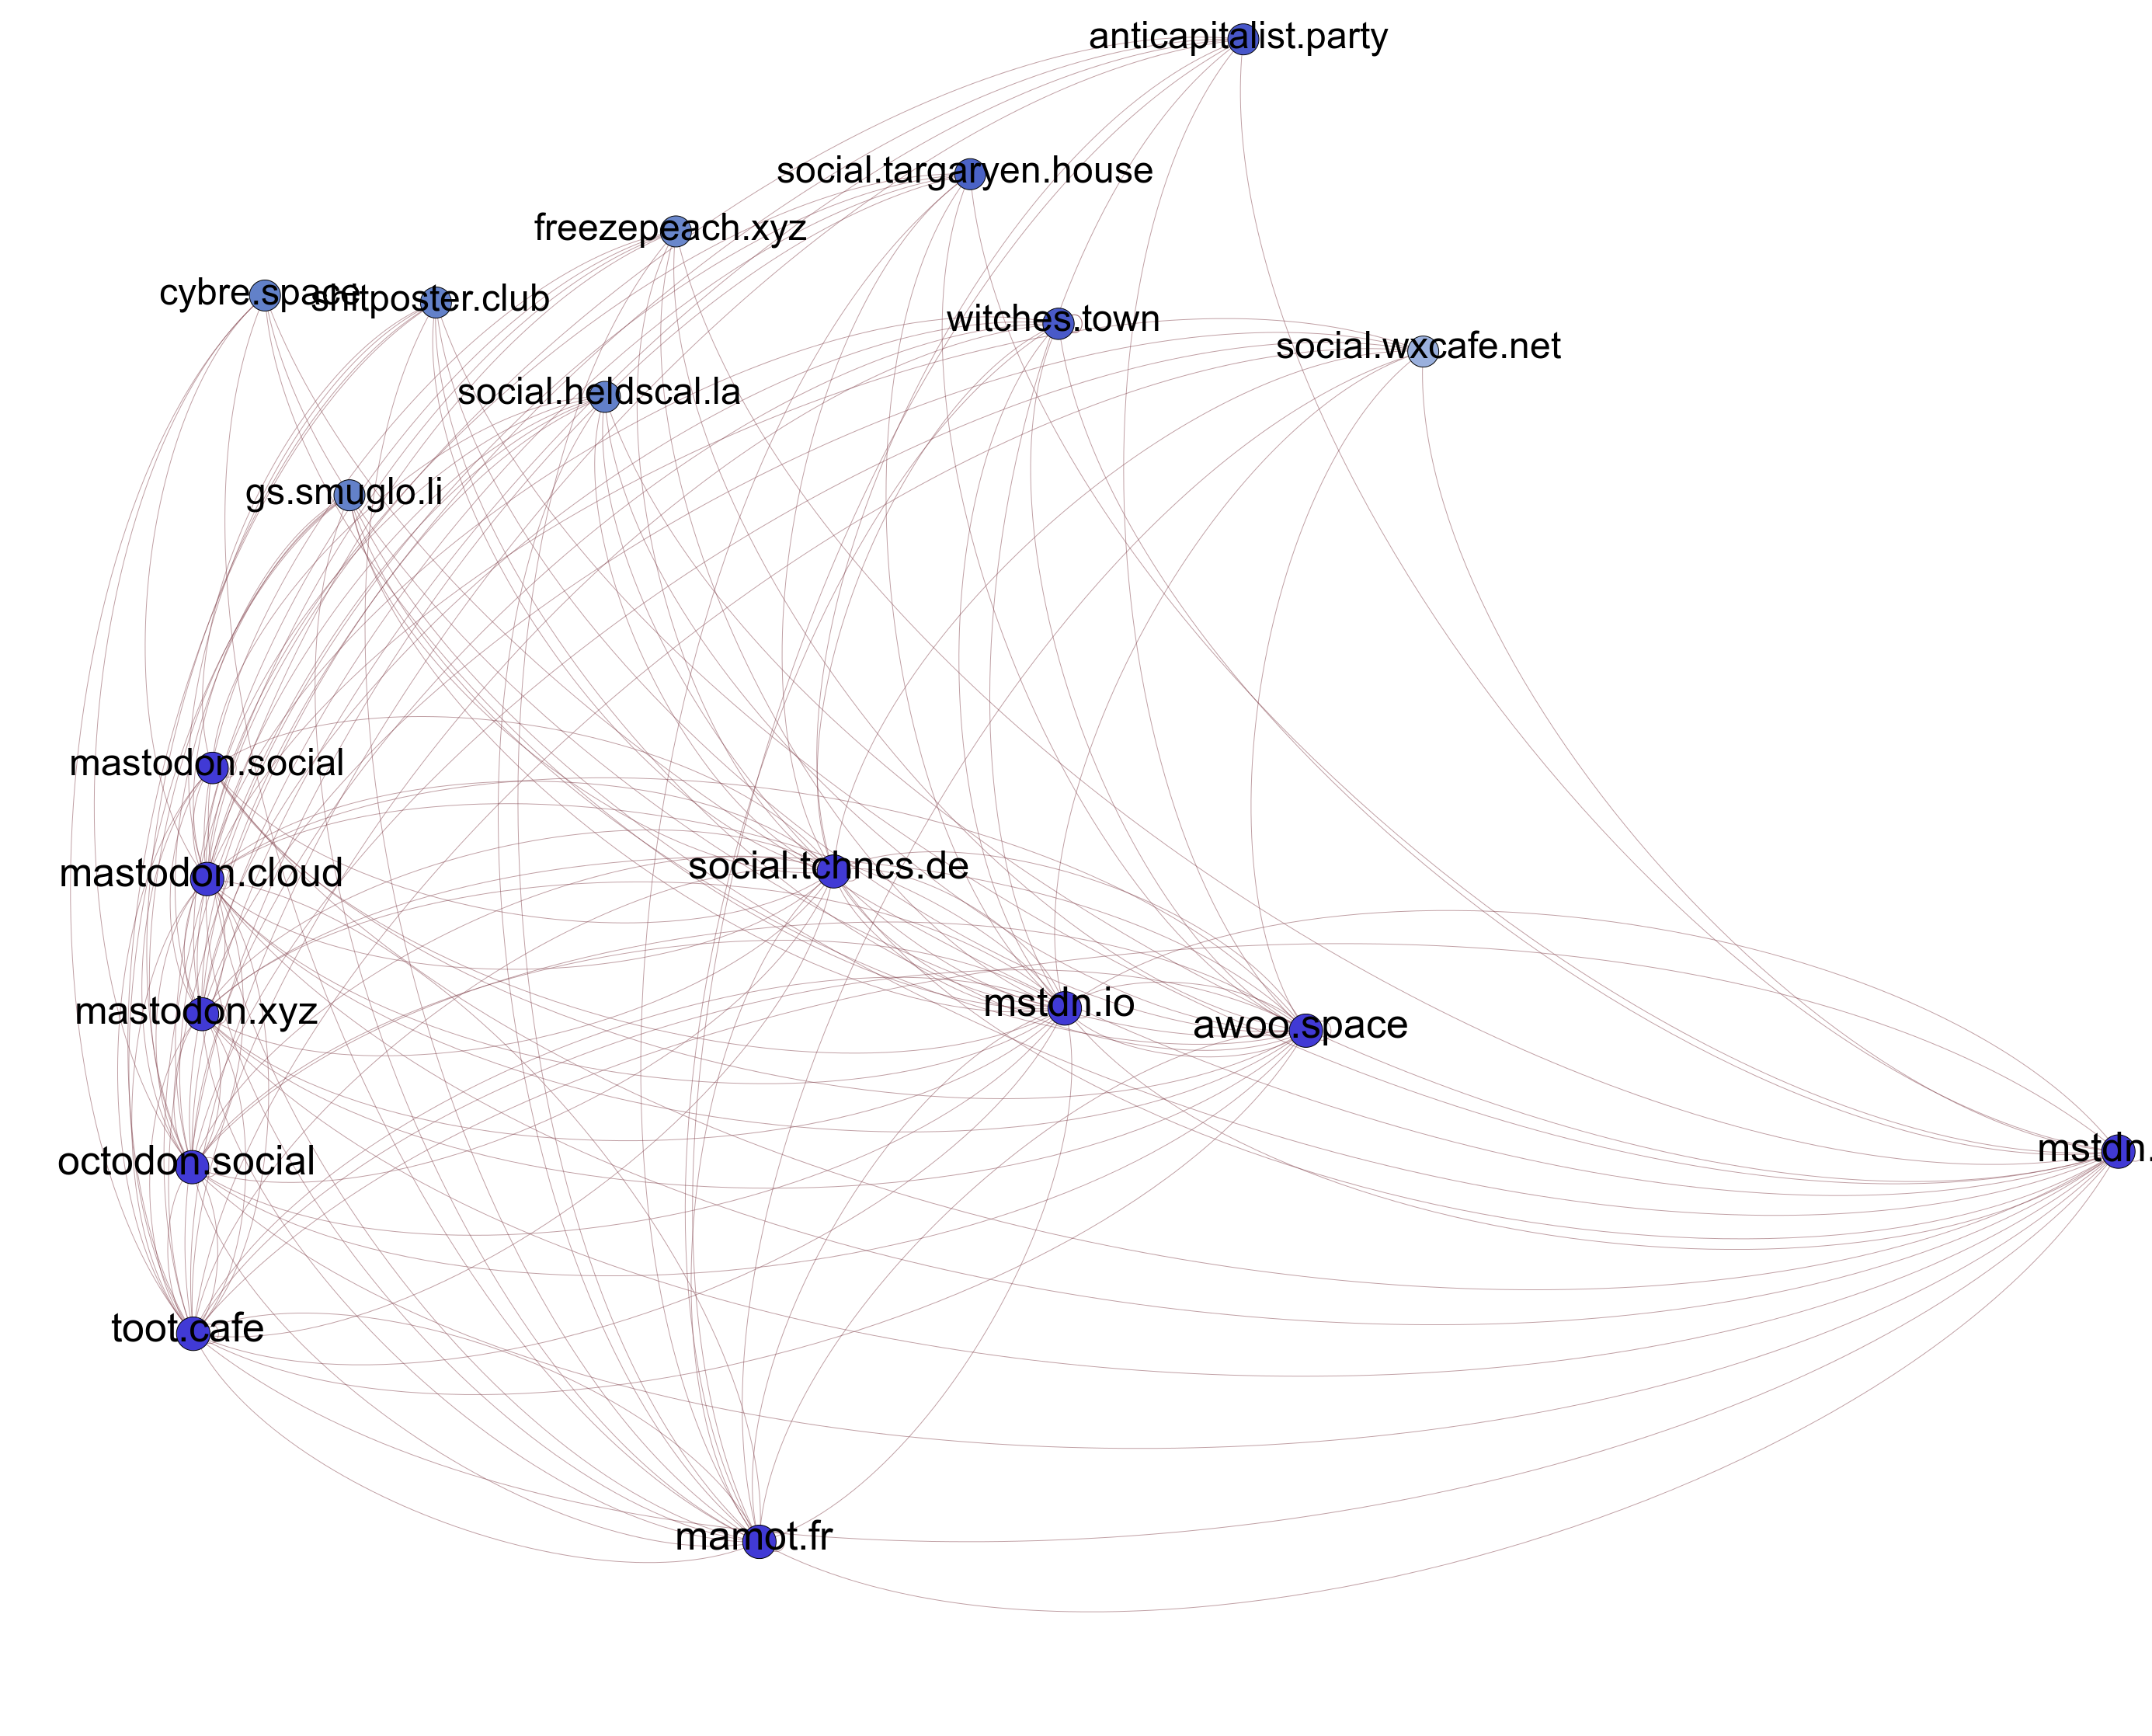 anticapitalist.party
social.targaryen.house
freezepeach.xyz
cybre.space
shitposter.club
witches.town
social.wxcafe.net
social.heldscal.la
gs.smuglo.li
mastodon.social
mastodon.cloud
social.tchncs.de
mastodon.xyz
mstdn.io
awoo.space
octodon.social
mstdn.
toot.cafe
mamot.fr